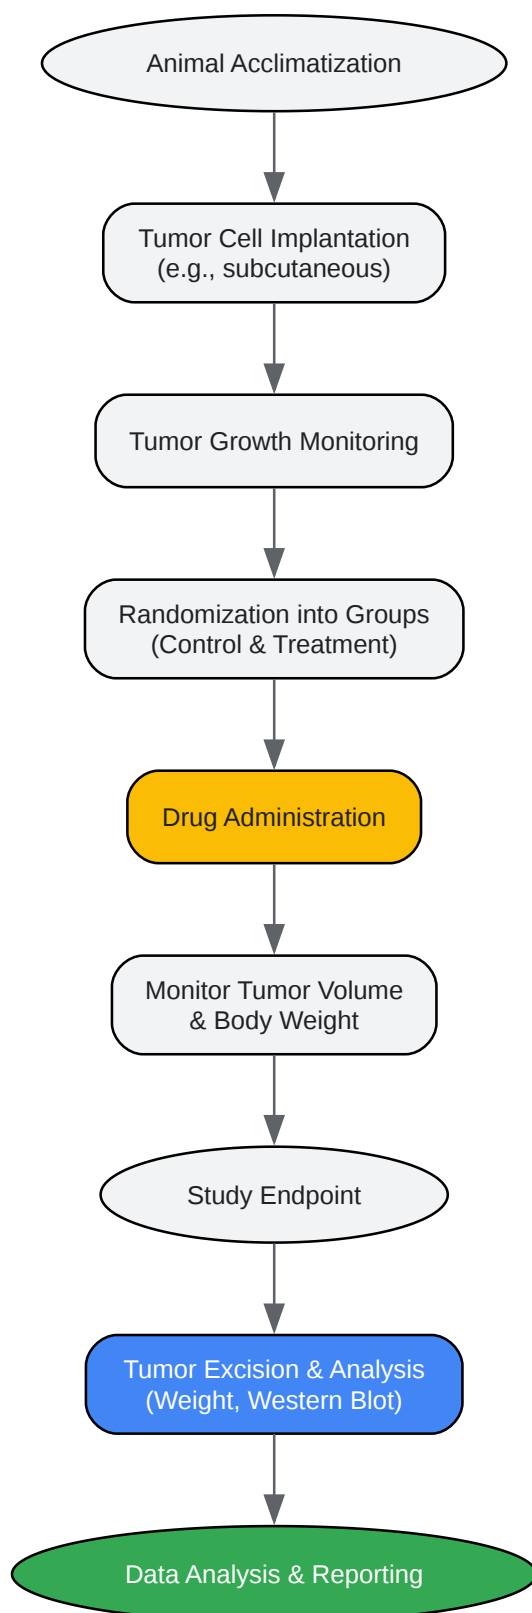 Animal Acclimatization
Tumor Cell Implantation
(e.g., subcutaneous)
Tumor Growth Monitoring
Randomization into Groups
(Control & Treatment)
Drug Administration
Monitor Tumor Volume
& Body Weight
Study Endpoint
Tumor Excision & Analysis
(Weight, Western Blot)
Data Analysis & Reporting